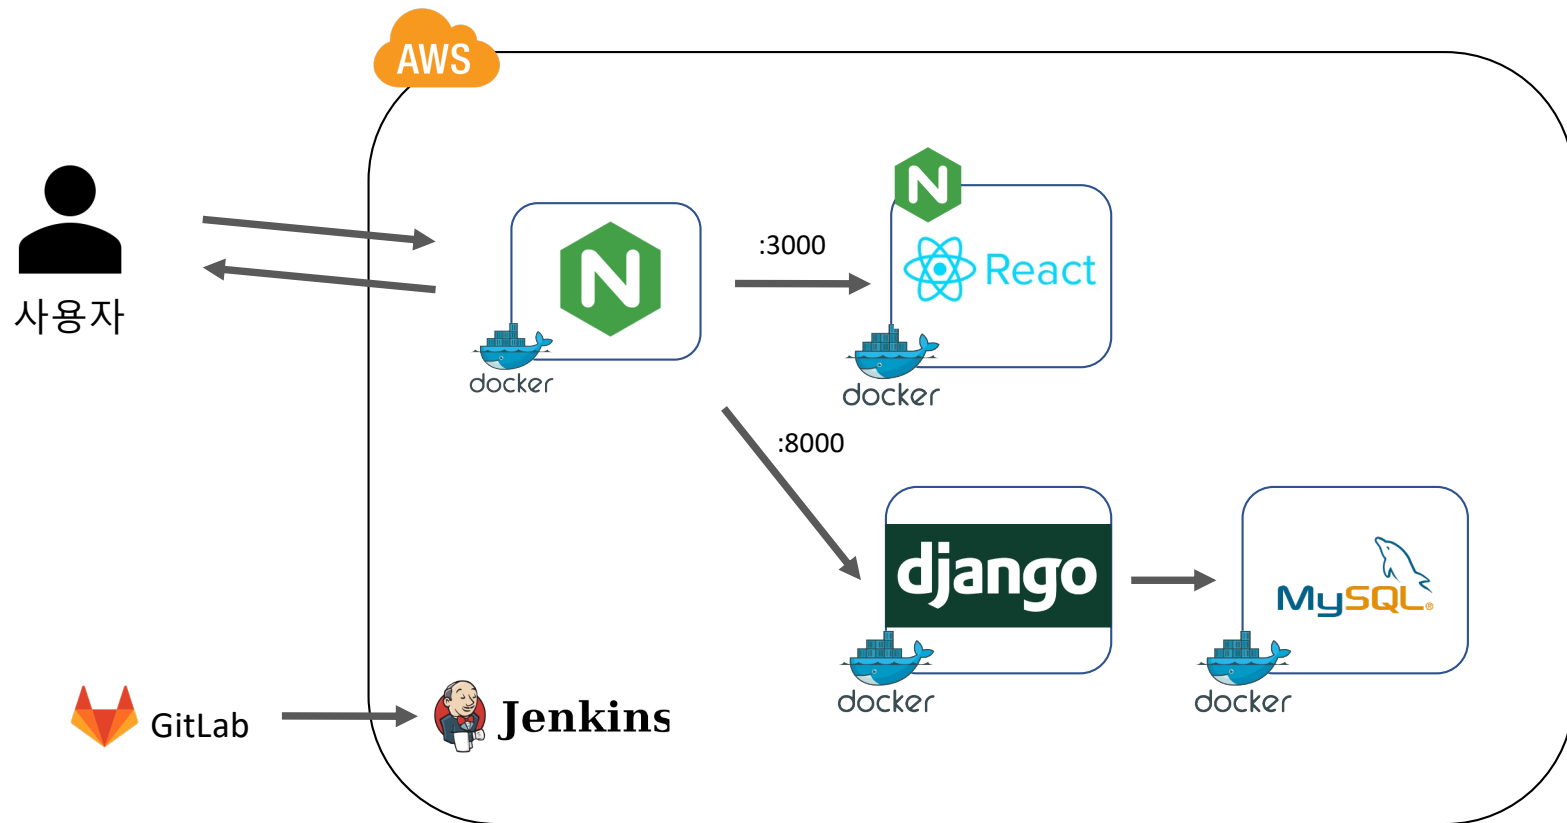 AWS
사용자
N
docker
:3000
N
React
docker
:8000
django
docker
MySQL®
docker
GitLab
Jenkins